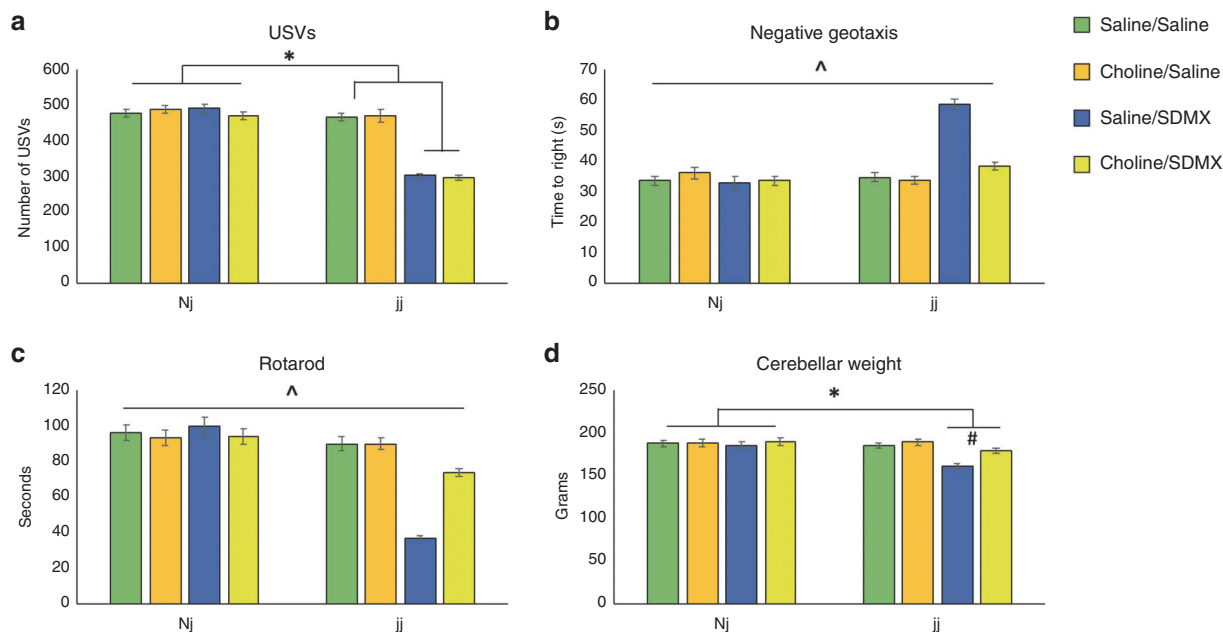 a
USVs
*
600
500
400
300
200
100
0
Number of USVs
Nj
jj
b
Negative geotaxis
^
70
60
50
40
30
20
10
0
Time to right (s)
Nj
jj
Saline/Saline
Choline/Saline
Saline/SDMX
Choline/SDMX
c
Rotarod
^
120
100
80
60
40
20
0
Seconds
Nj
jj
d
Cerebellar weight
*
#
250
200
150
100
50
0
Grams
Nj
jj